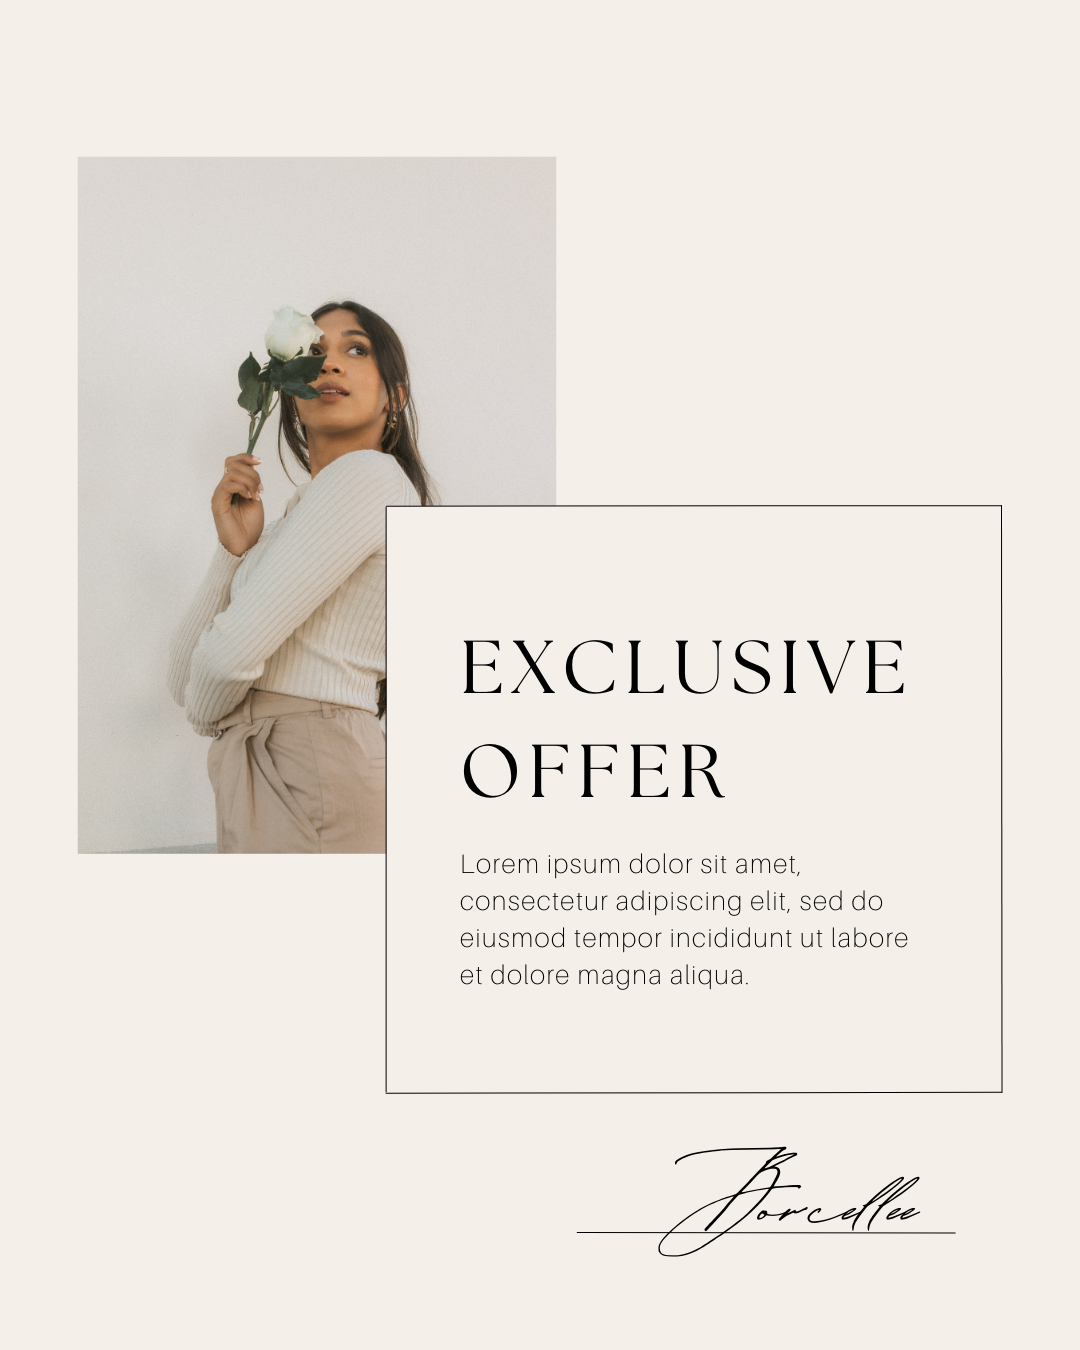 EXCLUSIVE
OFFER
Lorem ipsum dolor sit amet,
consectetur adipiscing elit, sed do
eiusmod tempor incididunt ut labore
et dolore magna aliqua.
Borcellee